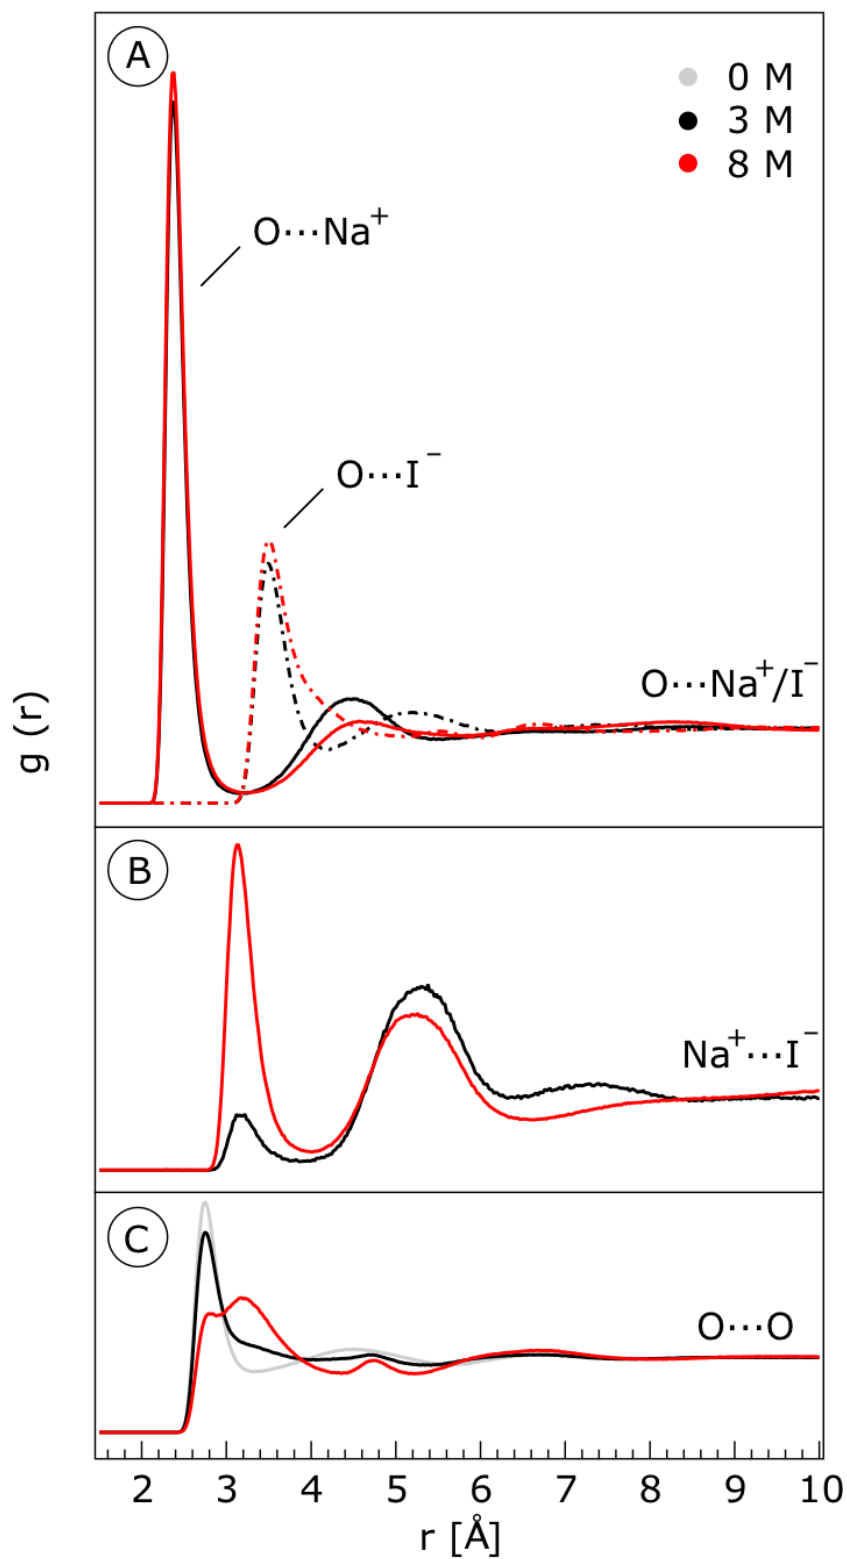 A
0 M
3 M
8 M
O···Na⁺
O···I⁻
O···Na⁺/I⁻
g (r)
B
Na⁺···I⁻
C
O···O
2 3 4 5 6 7 8 9 10
r [Å]